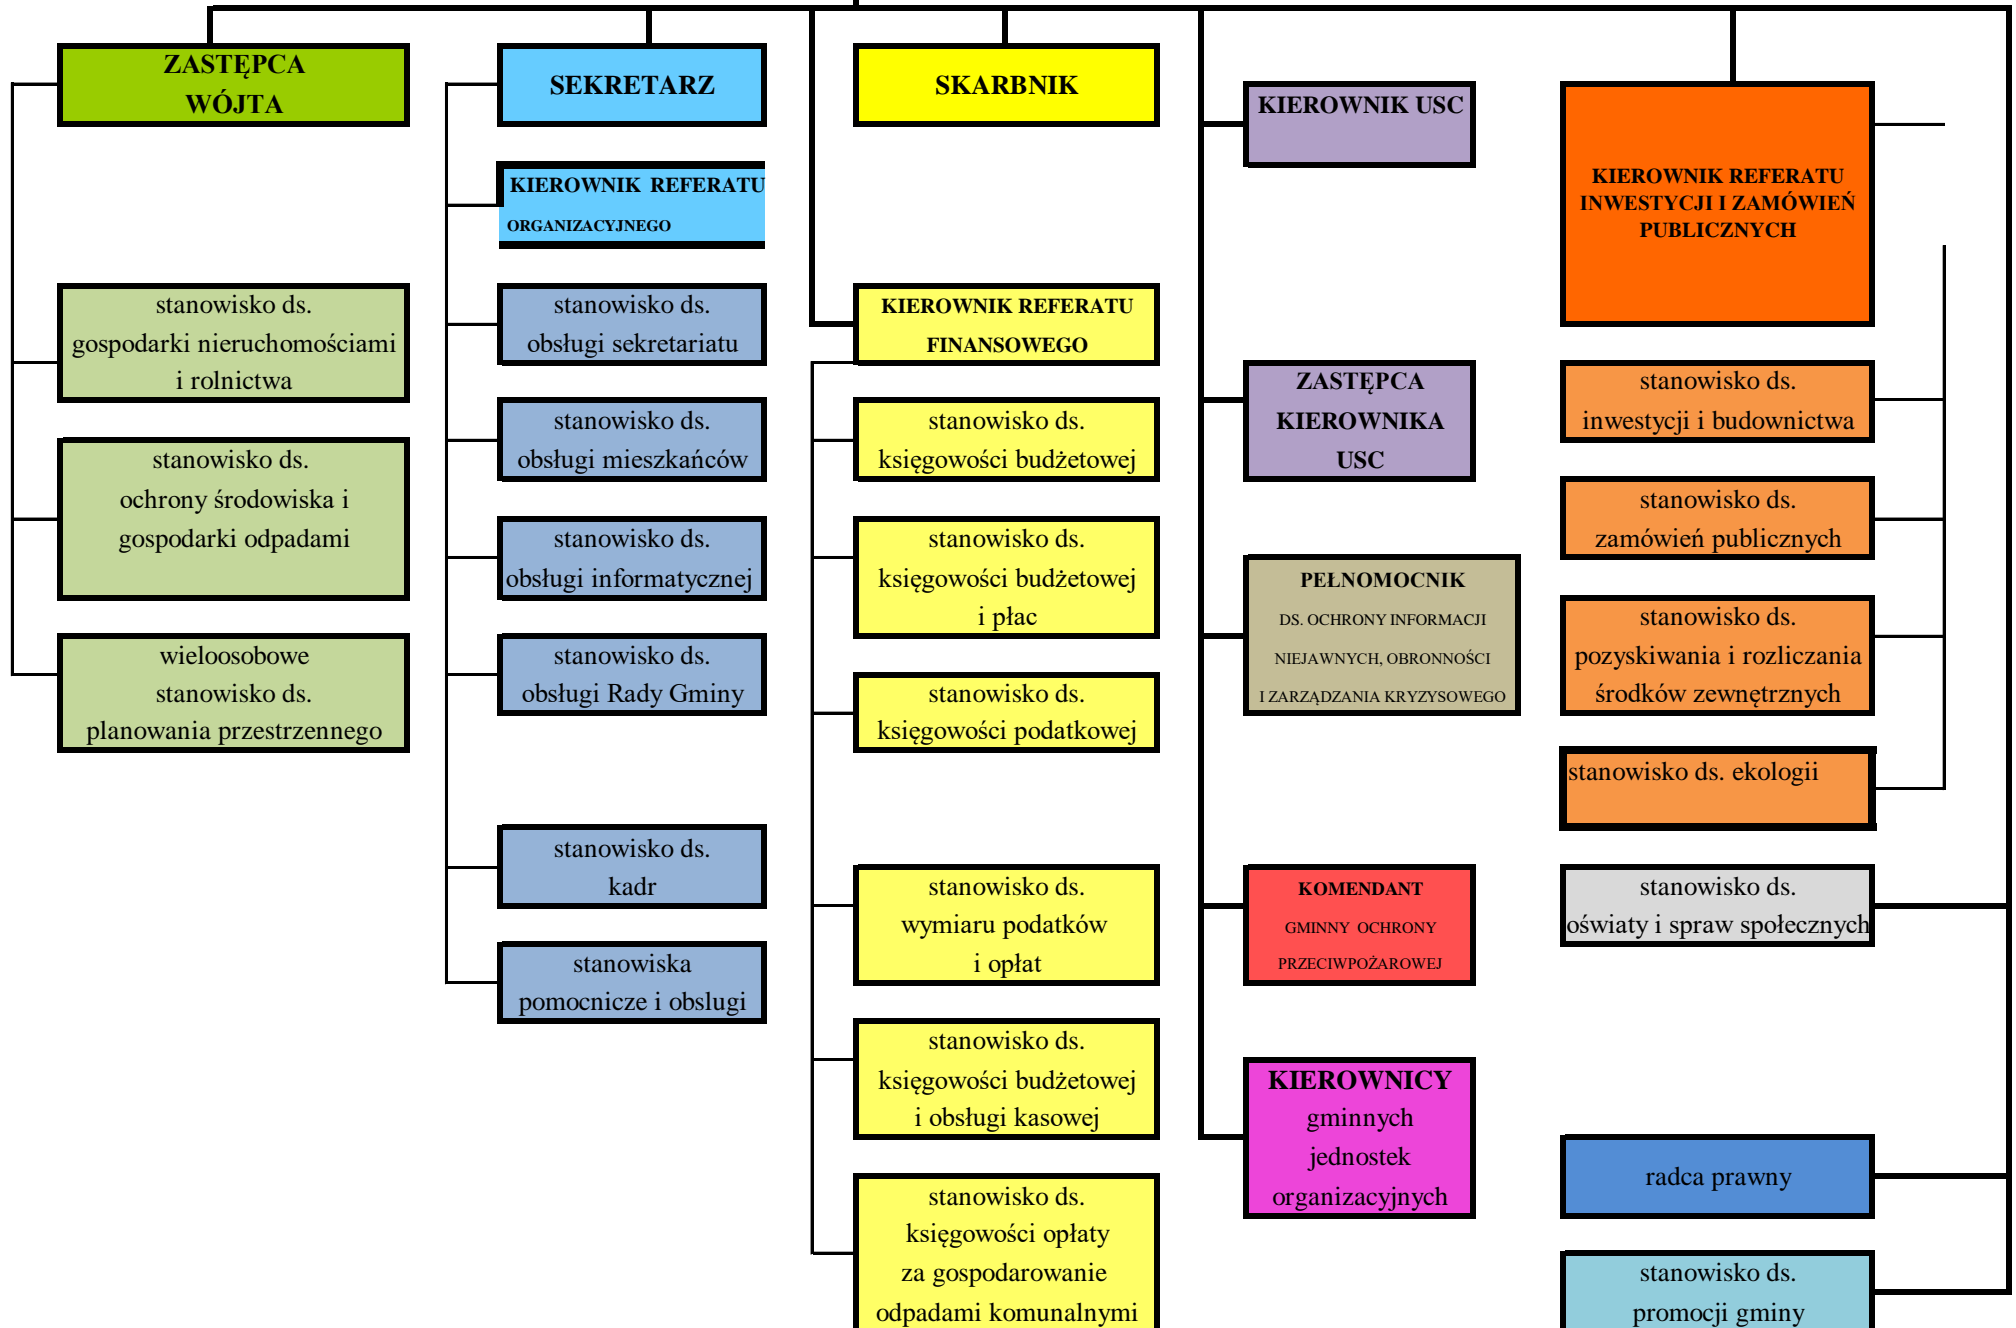 ZASTĘPCA
WÓJTA
stanowisko ds.
gospodarki nieruchomościami
i rolnictwa
stanowisko ds.
ochrony środowiska i
gospodarki odpadami
wieloosobowe
stanowisko ds.
planowania przestrzennego
SEKRETARZ
KIEROWNIK REFERATU
ORGANIZACYJNEGO
stanowisko ds.
obsługi sekretariatu
stanowisko ds.
obsługi mieszkańców
stanowisko ds.
obsługi informatycznej
stanowisko ds.
obsługi Rady Gminy
stanowisko ds.
kadr
stanowiska
pomocnicze i obslugi
SKARBNIK
KIEROWNIK REFERATU
FINANSOWEGO
stanowisko ds.
księgowości budżetowej
stanowisko ds.
księgowości budżetowej
i płac
stanowisko ds.
księgowości podatkowej
stanowisko ds.
wymiaru podatków
i opłat
stanowisko ds.
księgowości budżetowej
i obsługi kasowej
stanowisko ds.
księgowości opłaty
za gospodarowanie
odpadami komunalnymi
KIEROWNIK USC
ZASTĘPCA
KIEROWNIKA
USC
PEŁNOMOCNIK
DS. OCHRONY INFORMACJI
NIEJAWNYCH, OBRONNOŚCI
I ZARZĄDZANIA KRYZYSOWEGO
KOMENDANT
GMINNY OCHRONY
PRZECIWPOŻAROWEJ
KIEROWNICY
gminnych
jednostek
organizacyjnych
KIEROWNIK REFERATU
INWESTYCJI I ZAMÓWIEŃ
PUBLICZNYCH
stanowisko ds.
inwestycji i budownictwa
stanowisko ds.
zamówień publicznych
stanowisko ds.
pozyskiwania i rozliczania
środków zewnętrznych
stanowisko ds. ekologii
stanowisko ds.
oświaty i spraw społecznych
radca prawny
stanowisko ds.
promocji gminy